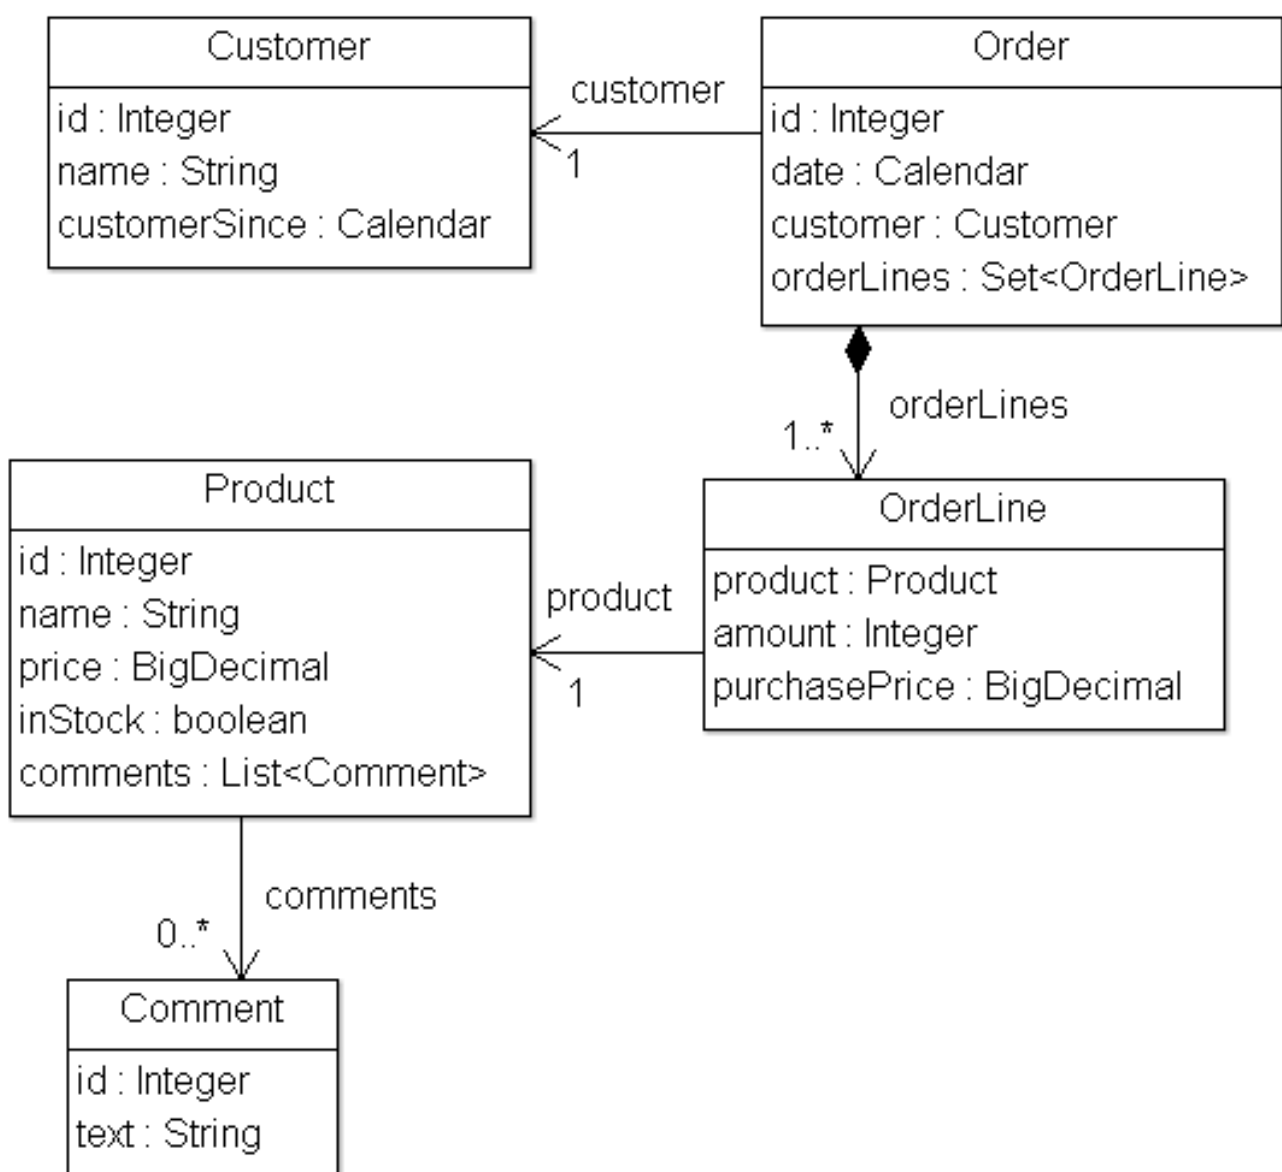 Customer
id : Integer
name : String
customerSince : Calendar
customer
1
Order
id : Integer
date : Calendar
customer : Customer
orderLines : Set<OrderLine>
orderLines
1..*
Product
id : Integer
name : String
price : BigDecimal
inStock : boolean
comments : List<Comment>
product
1
OrderLine
product : Product
amount : Integer
purchasePrice : BigDecimal
comments
0..*
Comment
id : Integer
text : String